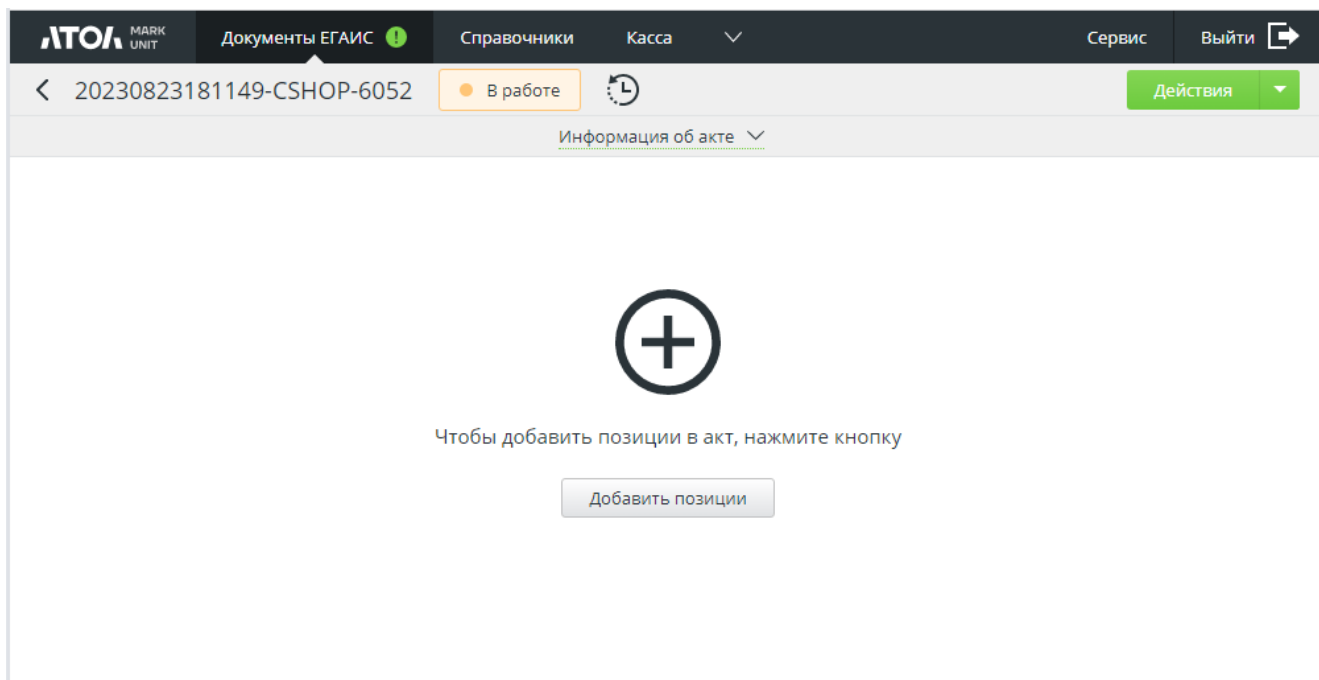 АТОЛ MARK UNIT Документы ЕГАИС ! Справочники Касса Сервис Выйти
20230823181149-CSHOP-6052 В работе Действия
Информация об акте
Чтобы добавить позиции в акт, нажмите кнопку
Добавить позиции